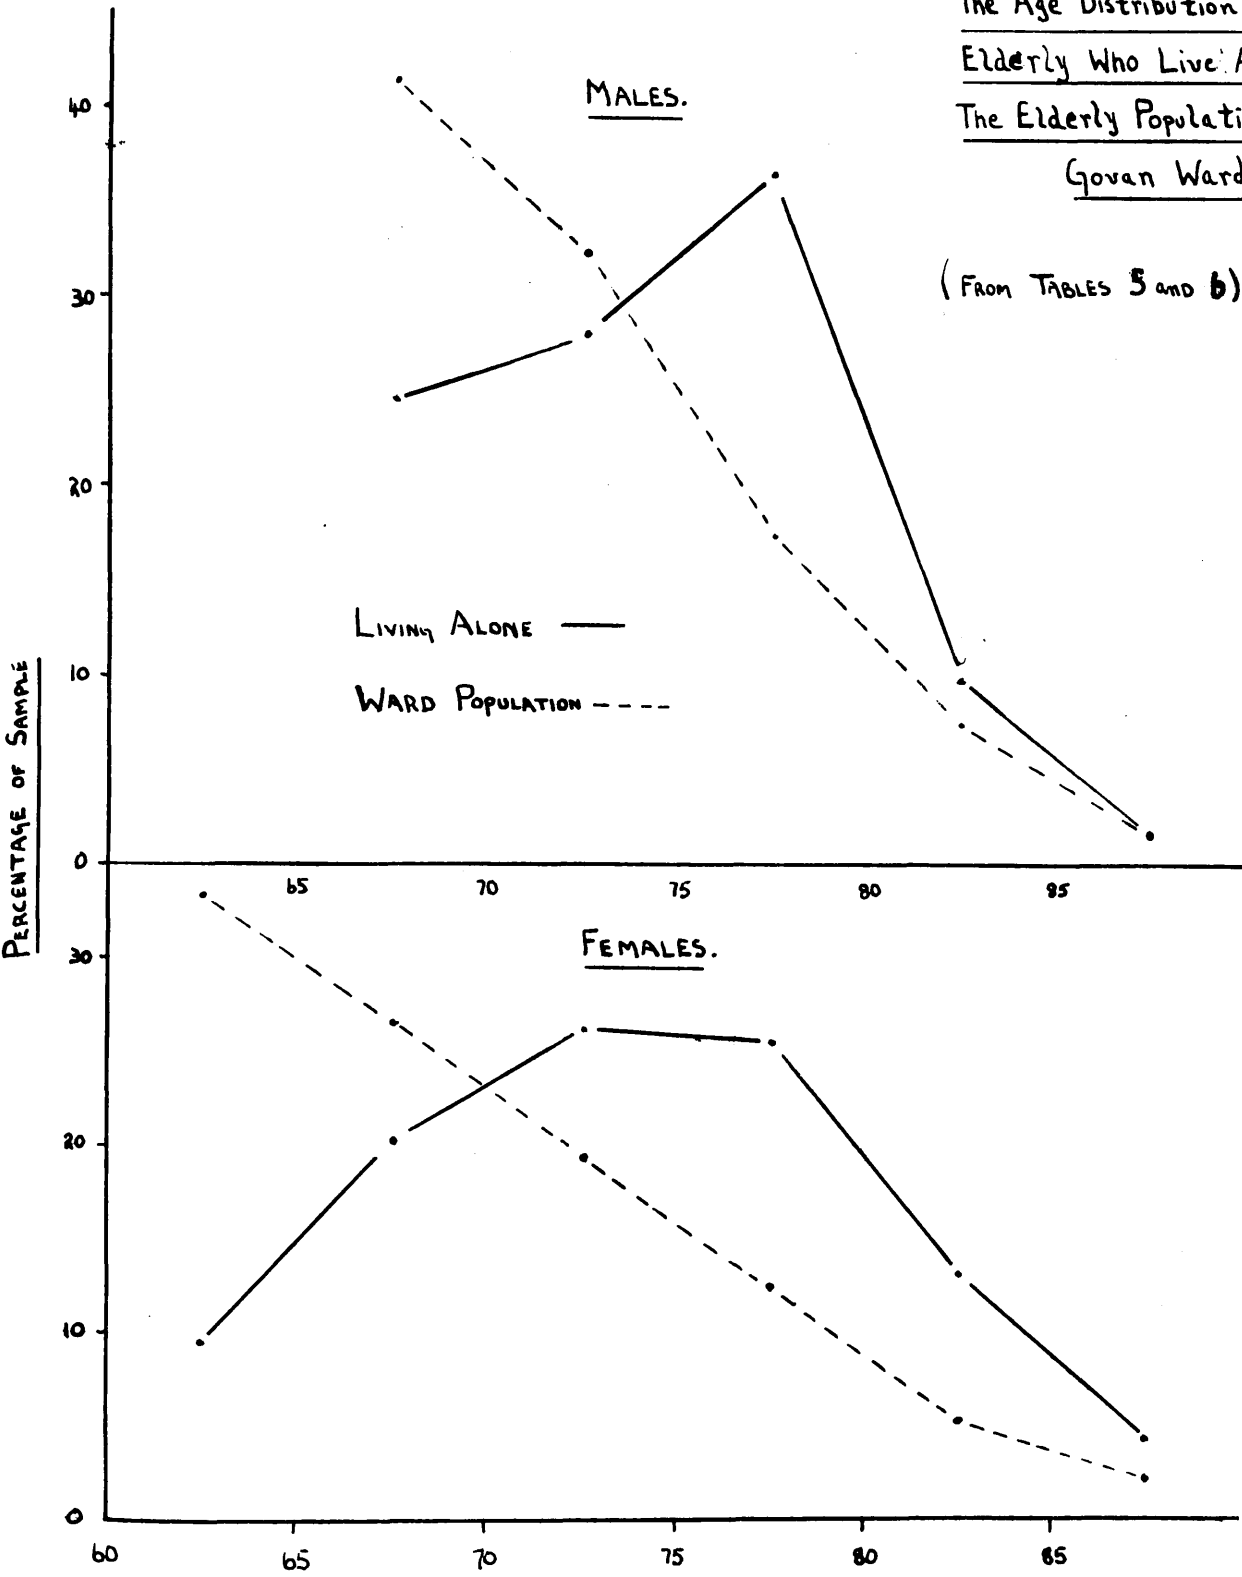 The Age Distribution
Elderly Who Live
The Elderly
Govan Ward
(From Tables 5 and 6)
Males.
40
30
20
10
0
Living Alone
Ward Population
Percentage of Sample
65 70 75 80 85
Females.
30
20
10
0
60 65 70 75 80 85